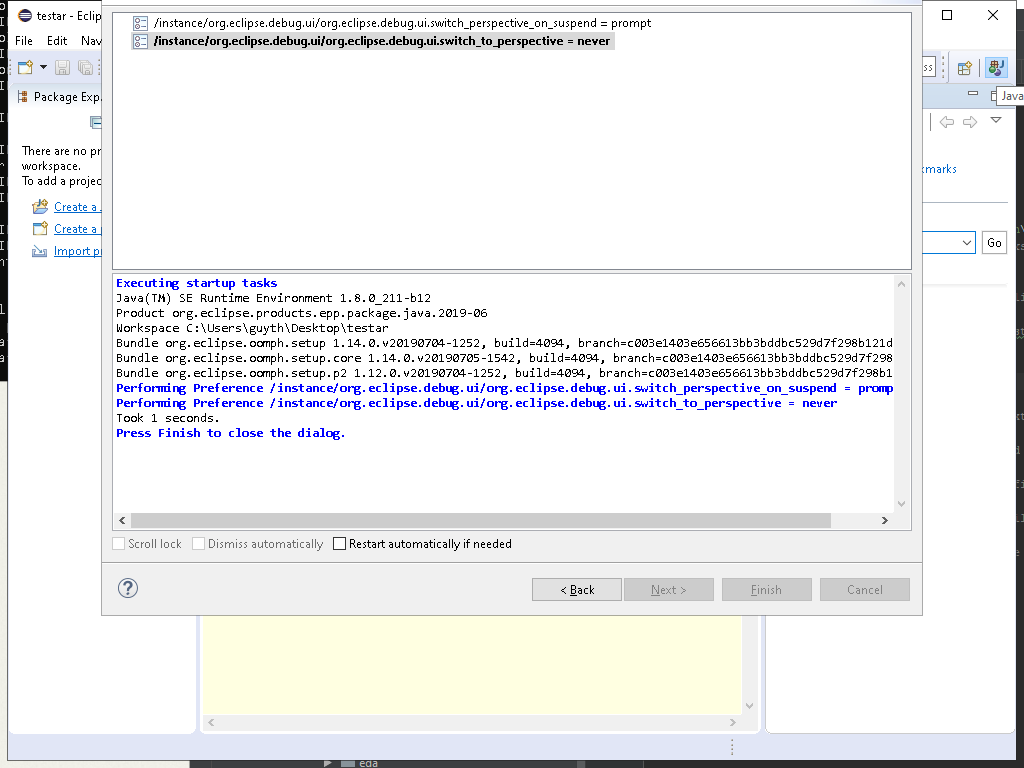 testar - Eclip
/instance/org.eclipse.debug.ui/org.eclipse.debug.ui.switch_perspective_on_suspend = prompt
/instance/org.eclipse.debug.ui/org.eclipse.debug.ui.switch_to_perspective = never
File Edit Nav
ss
Package Exp
Java
There are no pr
workspace.
To add a projec
Create a
Create a
Import p
kmarks
Go
Executing startup tasks
Java(TM) SE Runtime Environment 1.8.0_211-b12
Product org.eclipse.products.epp.package.java.2019-06
Workspace C:\Users\guyth\Desktop\testar
Bundle org.eclipse.oomph.setup 1.14.0.v20190704-1252, build=4094, branch=c003e1403e656613bb3bddbc529d7f298b121d
Bundle org.eclipse.oomph.setup.core 1.14.0.v20190705-1542, build=4094, branch=c003e1403e656613bb3bddbc529d7f298
Bundle org.eclipse.oomph.setup.p2 1.12.0.v20190704-1252, build=4094, branch=c003e1403e656613bb3bddbc529d7f298b1
Performing Preference /instance/org.eclipse.debug.ui/org.eclipse.debug.ui.switch_perspective_on_suspend = promp
Performing Preference /instance/org.eclipse.debug.ui/org.eclipse.debug.ui.switch_to_perspective = never
Took 1 seconds.
Press Finish to close the dialog.
Scroll lock Dismiss automatically Restart automatically if needed
? < Back Next > Finish Cancel
eda